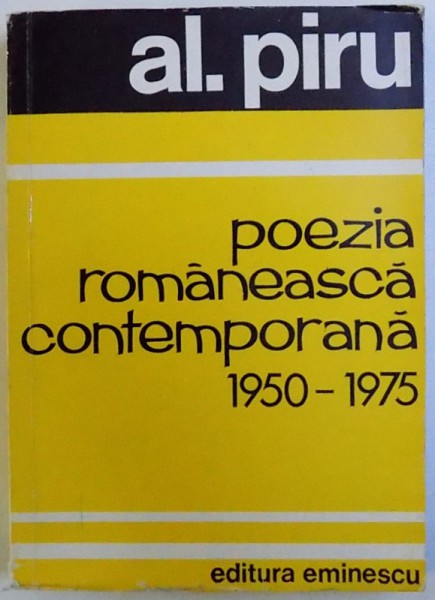 al. piru
poezia
românească
contemporană
1950 – 1975
editura eminescu